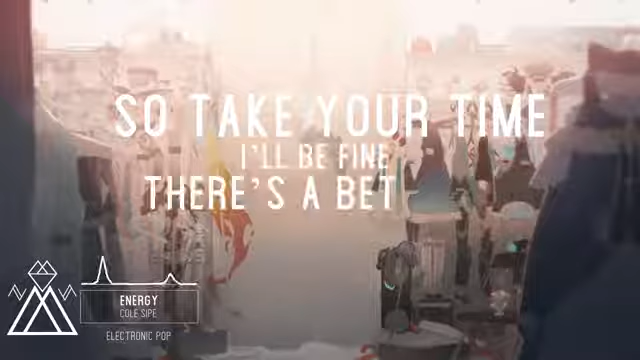 SO TAKE YOUR TIME
I'LL BE FINE
THERE'S A BET
ENERGY
COLE SIPE
ELECTRONIC POP